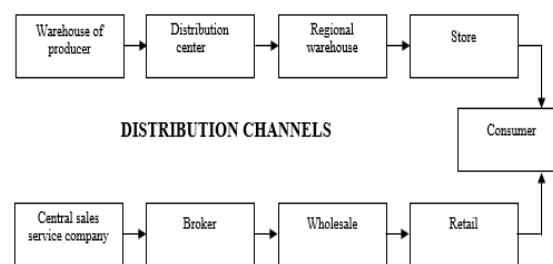 Warehouse of
producer
Distribution
center
Regional
warehouse
Store
DISTRIBUTION CHANNELS
Consumer
Central sales
service company
Broker
Wholesale
Retail